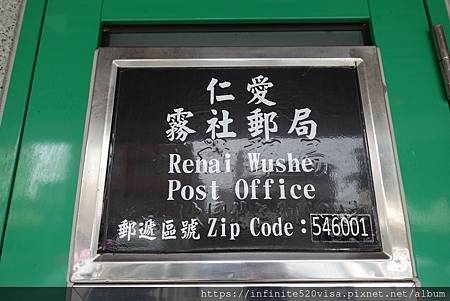 仁愛
霧社郵局
Renai Wushe
Post Office
郵遞區號 Zip Code：546001
https://infinite520visa.pixnet.net/album